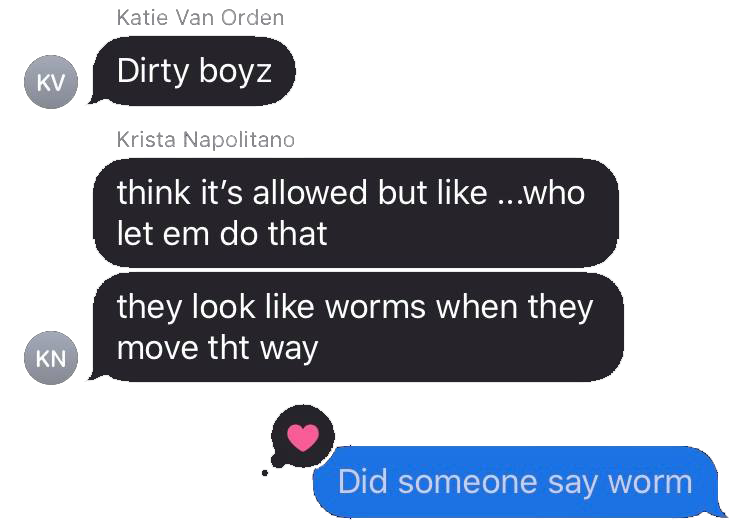 Katie Van Orden
KV
Dirty boyz
Krista Napolitano
think it’s allowed but like ...who
let em do that
they look like worms when they
move tht way
KN
Did someone say worm